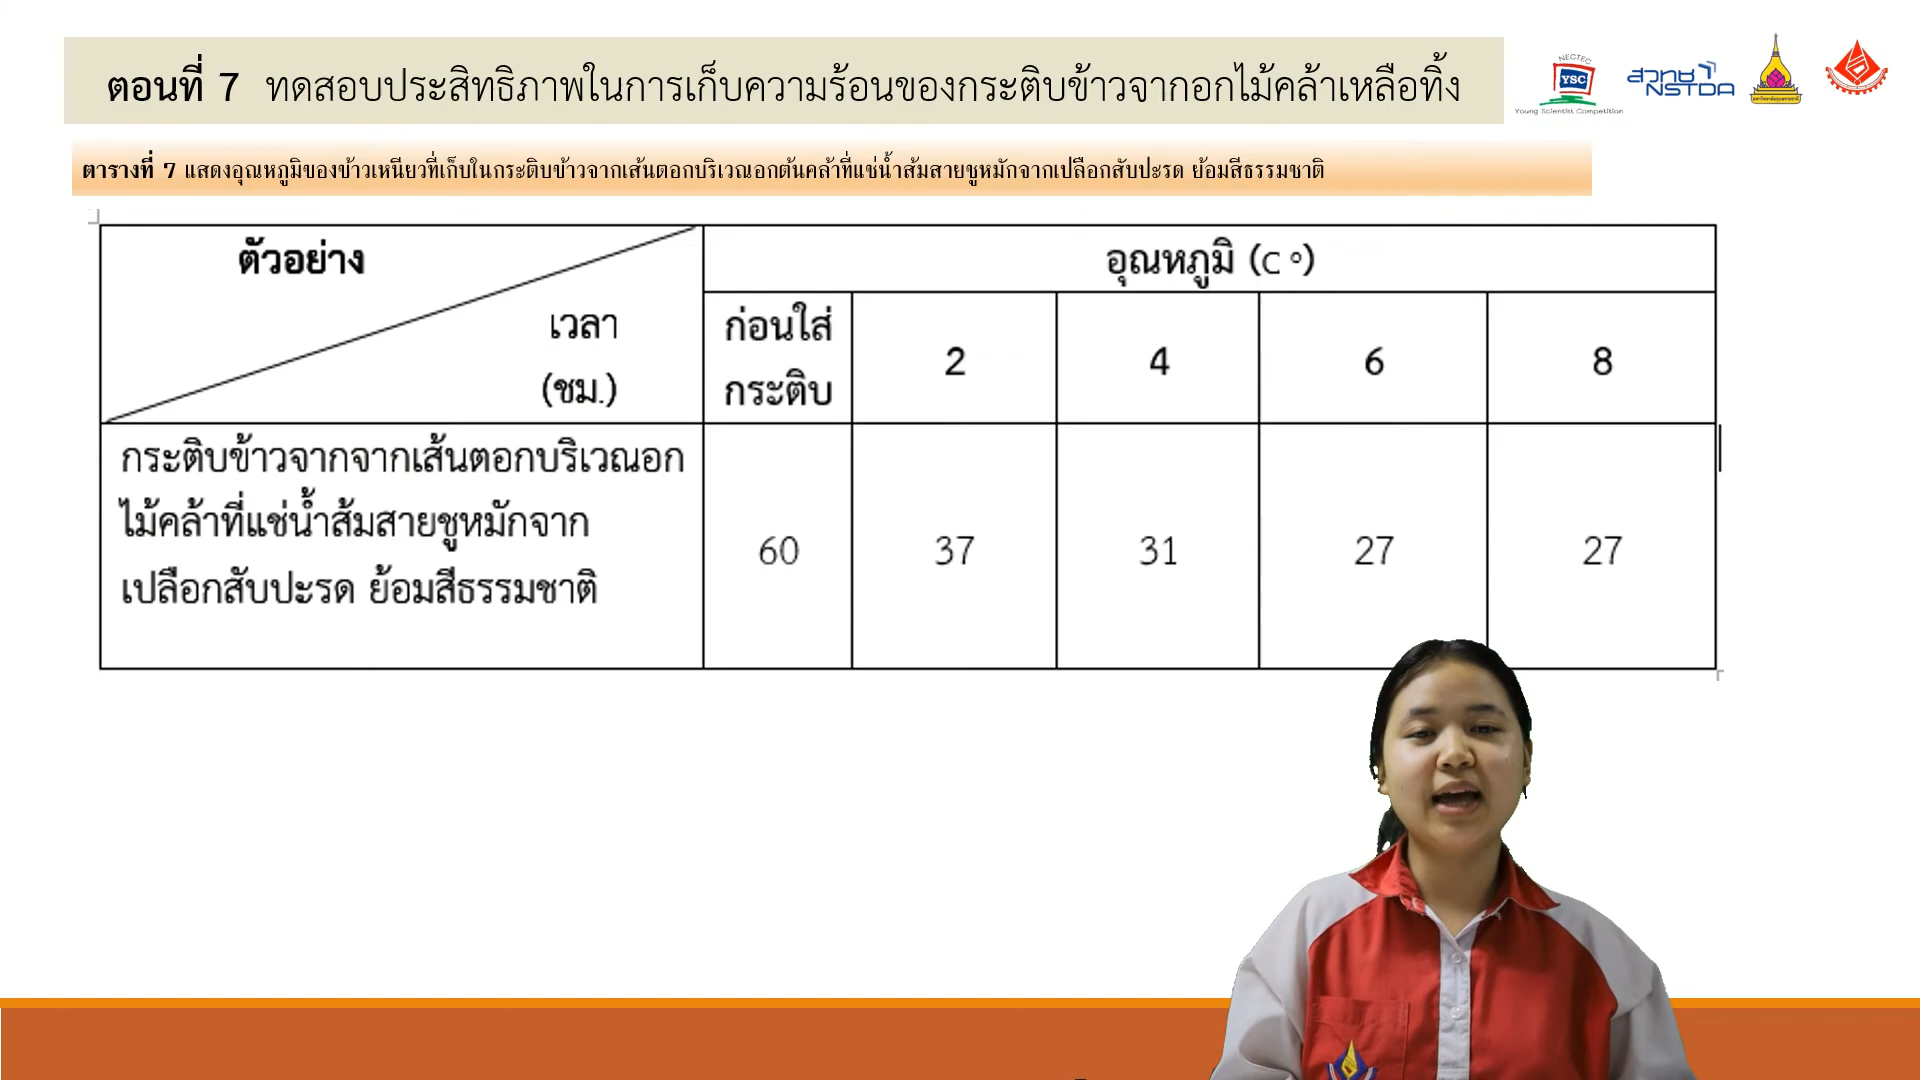 ตอนที่ 7 ทดสอบประสิทธิภาพในการเก็บความร้อนของกระติบข้าวจากอกไม้คล้าเหลือทิ้ง
NECTEC
YSC
Young Scientist Competition
สวทช
NSTDA
ตารางที่ 7 แสดงอุณหภูมิของข้าวเหนียวที่เก็บในกระติบข้าวจากเส้นตอกบริเวณอกต้นคล้าที่แช่น้ำส้มสายชูหมักจากเปลือกสับปะรด ย้อมสีธรรมชาติ
ตัวอย่าง
เวลา
(ชม.)
อุณหภูมิ (C °)
ก่อนใส่
กระติบ
2
4
6
8
กระติบข้าวจากจากเส้นตอกบริเวณอก
ไม้คล้าที่แช่น้ำส้มสายชูหมักจาก
เปลือกสับปะรด ย้อมสีธรรมชาติ
60
37
31
27
27